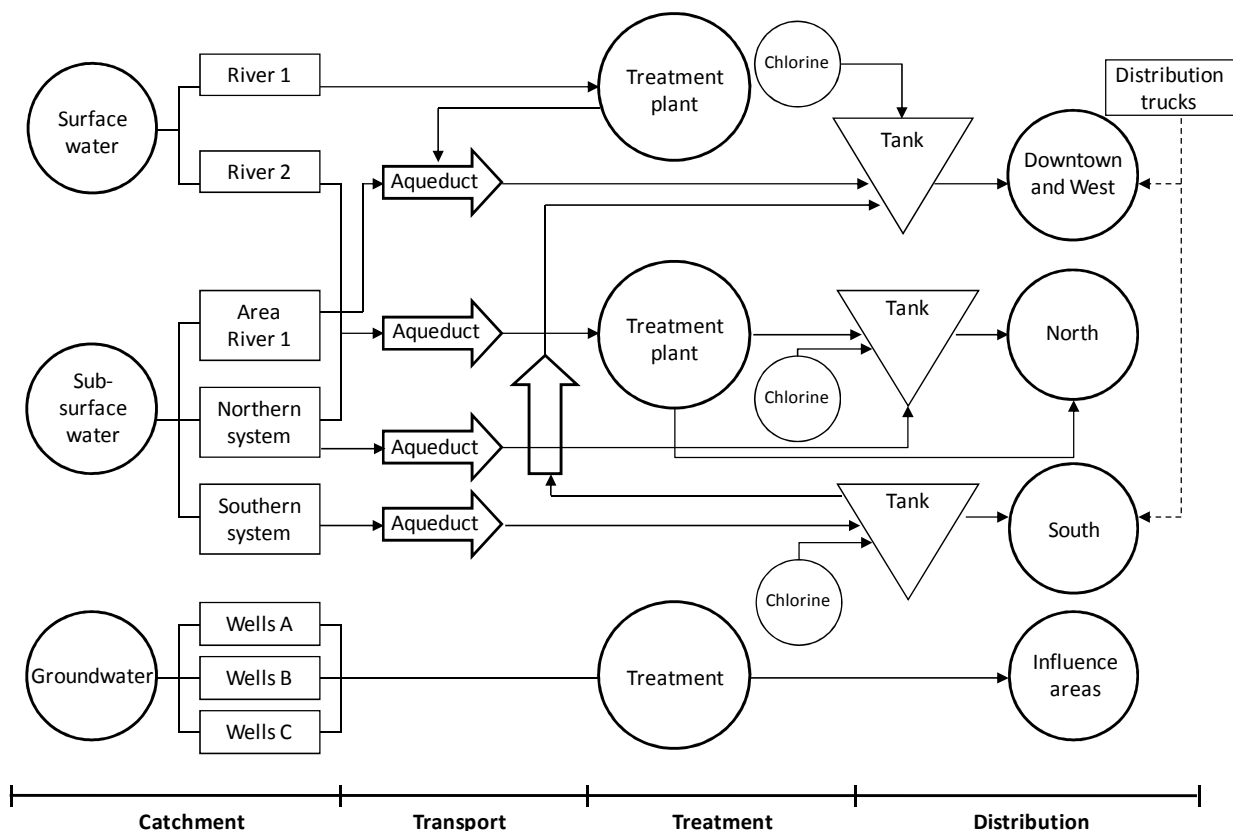 River 1
Surface
water
River 2
Treatment
plant
Chlorine
Distribution
trucks
Aqueduct
Tank
Downtown
and West
Area
River 1
Sub-
surface
water
Northern
system
Southern
system
Aqueduct
Treatment
plant
Tank
Chlorine
North
Aqueduct
Aqueduct
Tank
South
Chlorine
Groundwater
Wells A
Wells B
Wells C
Treatment
Influence
areas
Catchment
Transport
Treatment
Distribution